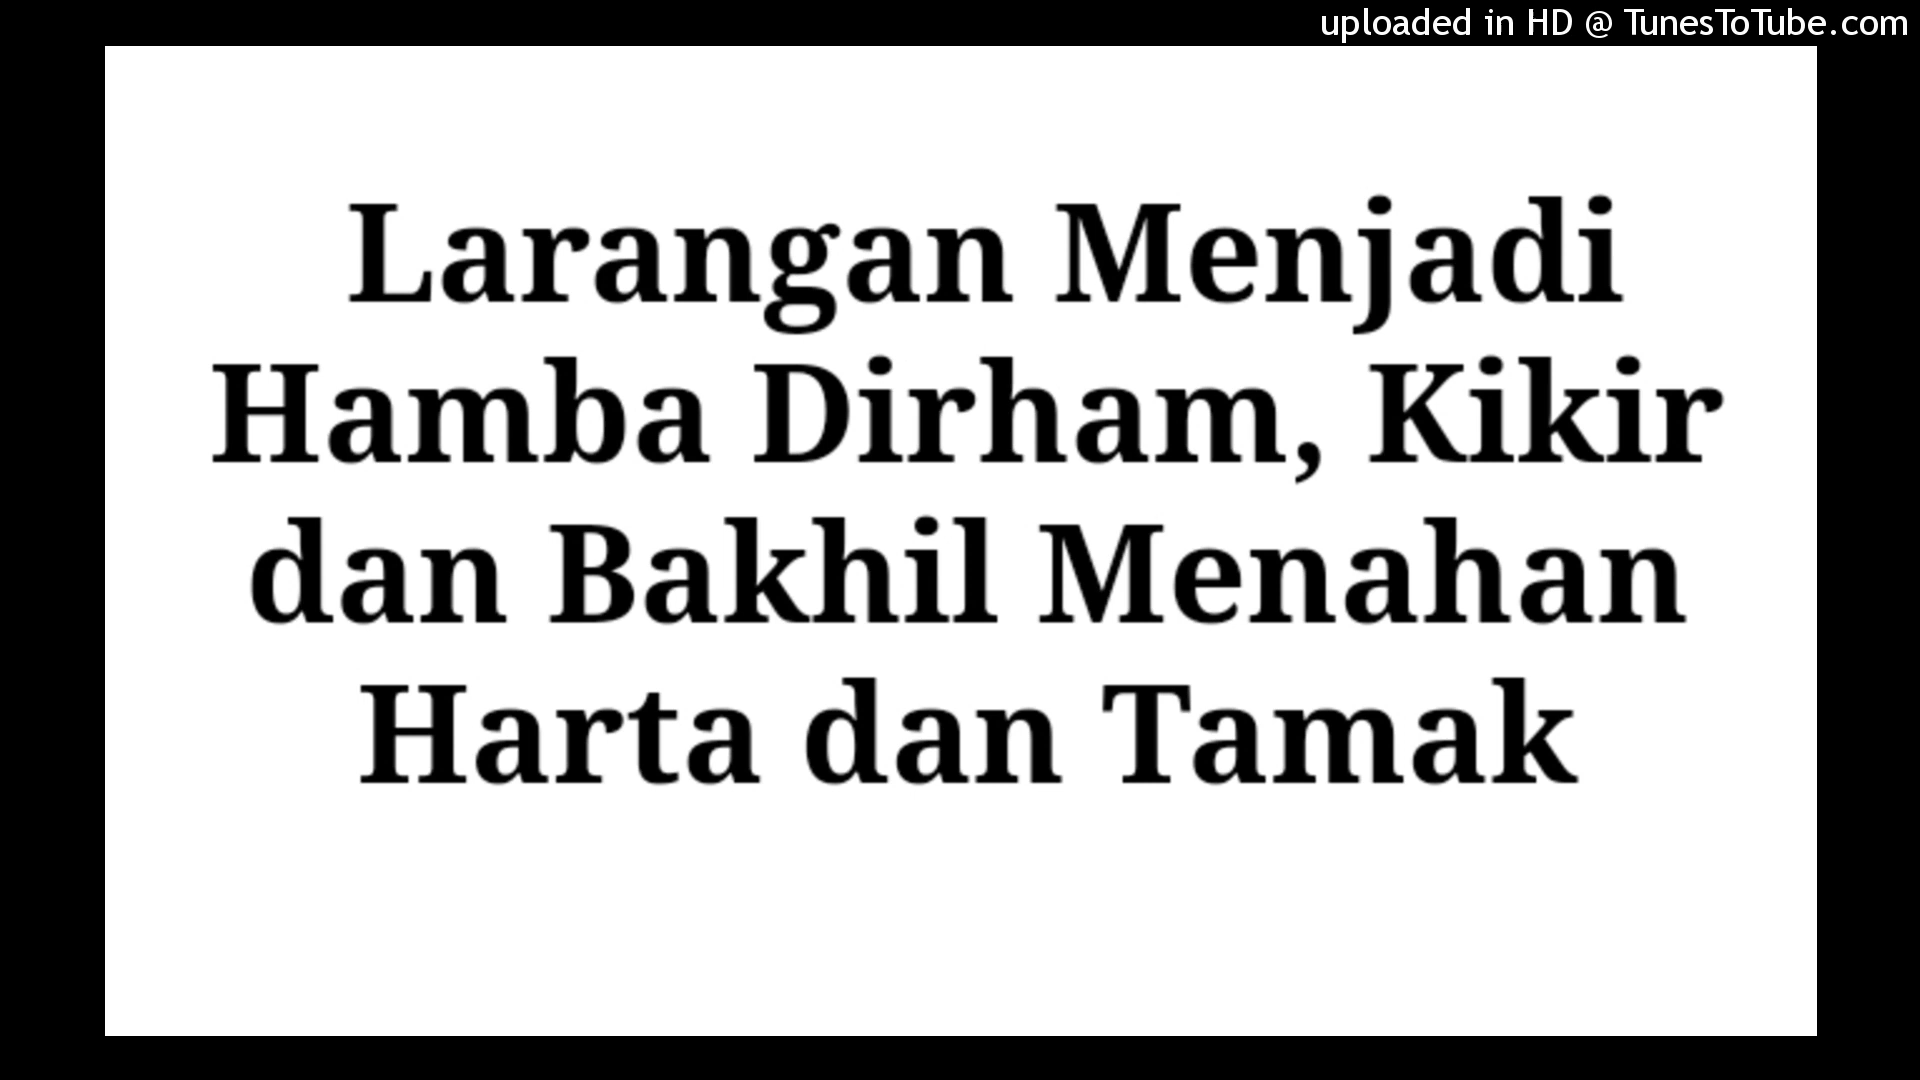 uploaded in HD @ TunesToTube.com
Larangan Menjadi
Hamba Dirham, Kikir
dan Bakhil Menahan
Harta dan Tamak